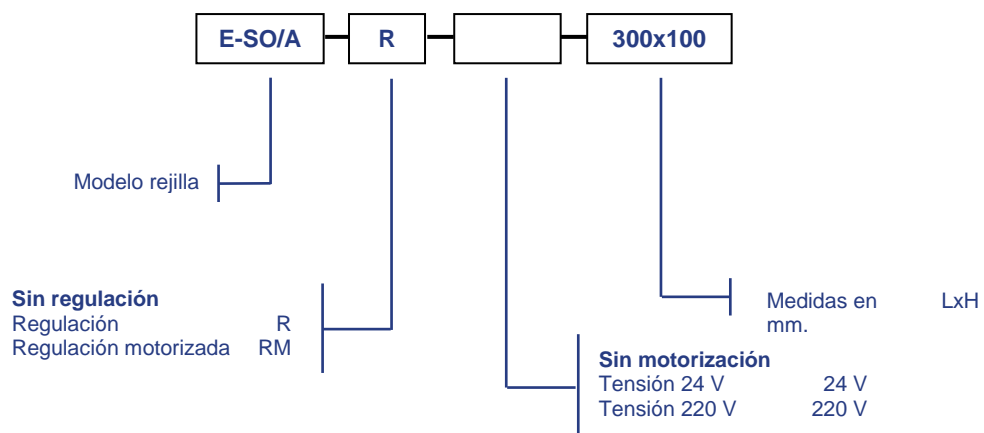 E-SO/A R 300x100
Modelo rejilla
Sin regulación
Regulación R
Regulación motorizada RM
Medidas en LxH
mm.
Sin motorización
Tensión 24 V 24 V
Tensión 220 V 220 V